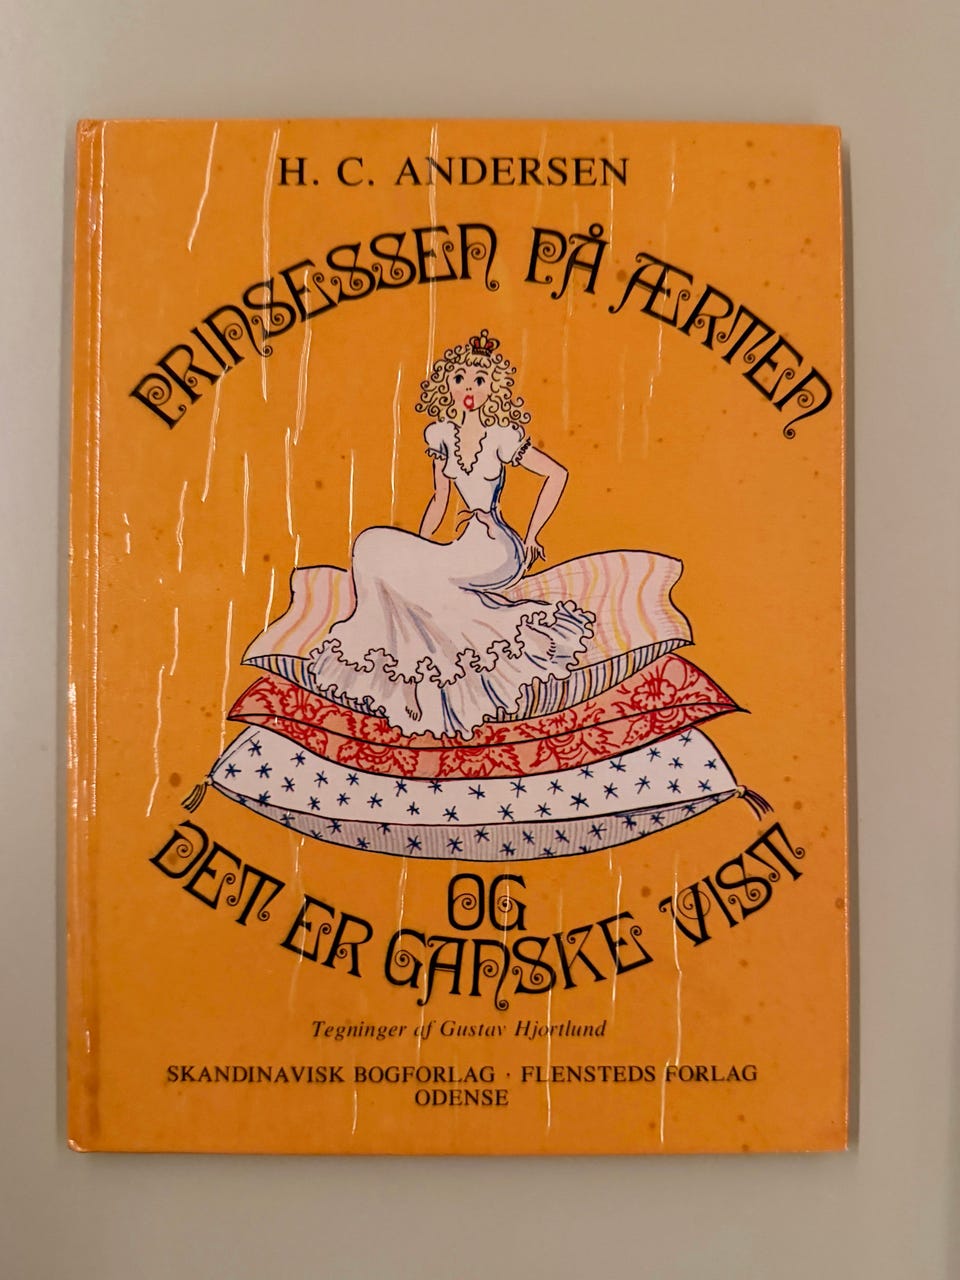 H. C. ANDERSEN
PRINSESSEN PÅ ÆRTEN
OG
DET ER GANSKE VIST
Tegninger af Gustav Hjortlund
SKANDINAVISK BOGFORLAG · FLENSTEDS FORLAG
ODENSE